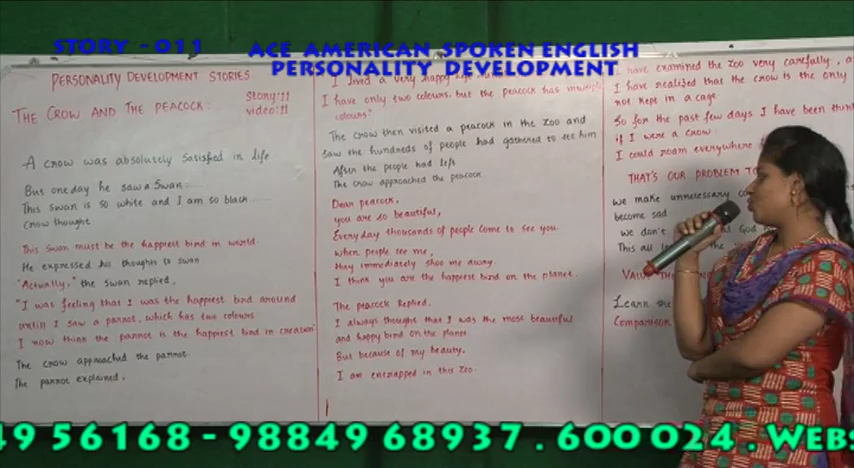 STORY - 011
ACE AMERICAN SPOKEN ENGLISH
PERSONALITY DEVELOPMENT
PERSONALITY DEVELOPMENT STORIES
Story:11
THE CROW AND THE PEACOCK:
video:11
A crow was absolutely satisfied in life
But one day he saw a Swan.....
This swan is so white and I am so black......
Crow thought
This swan must be the happiest bird in world.
He expressed his thoughts to swan
"Actually," the swan replied,
"I was feeling that I was the happiest bird around
untill I saw a parrot, which has two colours
I now think the parrot is the happiest bird in creation"
The crow approached the parrot.
The parrot explained,
I lived a very happy
I have only two colours, but the peacock has multiple
colours"
The crow then visited a peacock in the zoo and
saw the hundreds of people had gathered to see him
After the people had left
The crow approached the peacock
Dear peacock,
you are so beautiful,
Everyday thousands of people come to see you.
when people see me,
they immediately shoo me away.
I think you are the happiest bird on the planet.
The peacock Replied,
I always thought that I was the most beautiful
and happy bird on the planet.
But because of my beauty,
I am entrapped in this zoo.
I have examined the zoo very carefully, a
I have realized that the crow is the only
not kept in a cage.
So for the past few days I have been
if I were a crow.
I could roam everywhere
THAT'S OUR PROBLEM TO
we make unnecessary
become sad
we don't God
This all
VALUE
Learn the
Comparison
49 56168 - 98849 68937 . 600 024 . WEBS